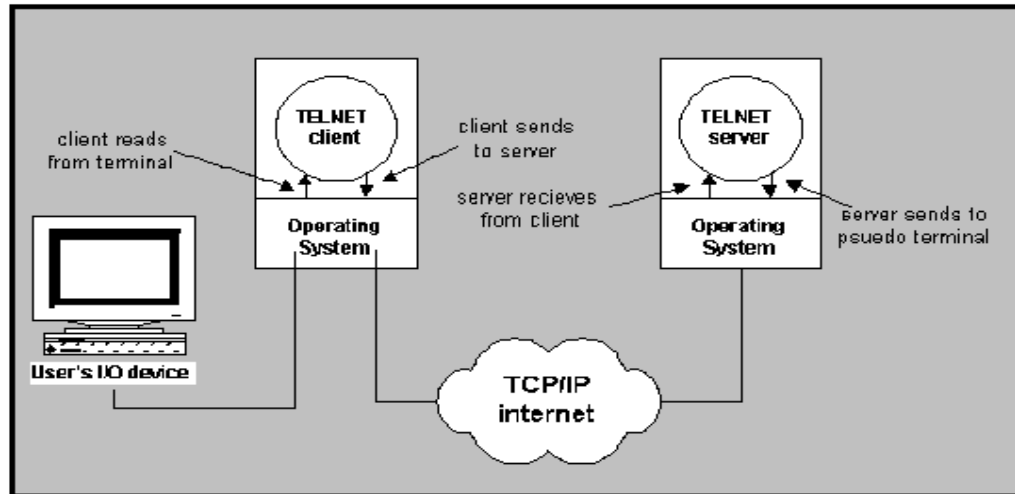 TELNET
client
client reads
from terminal
client sends
to server
Operating
System
User's I/O device
TELNET
server
server recieves
from client
server sends to
psuedo terminal
Operating
System
TCP/IP
internet